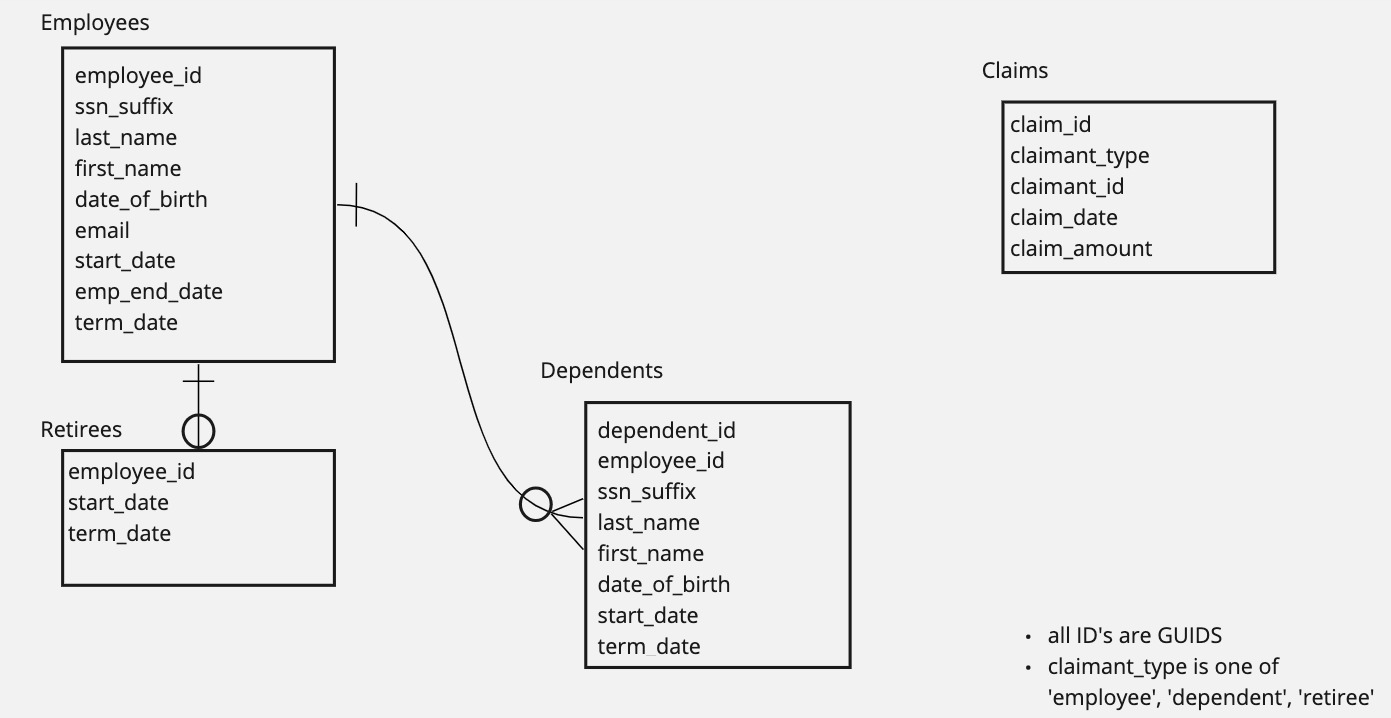 Employees
employee_id
ssn_suffix
last_name
first_name
date_of_birth
email
start_date
emp_end_date
term_date
Retirees
employee_id
start_date
term_date
Dependents
dependent_id
employee_id
ssn_suffix
last_name
first_name
date_of_birth
start_date
term_date
Claims
claim_id
claimant_type
claimant_id
claim_date
claim_amount
• all ID's are GUIDS
• claimant_type is one of
'employee', 'dependent', 'retiree'